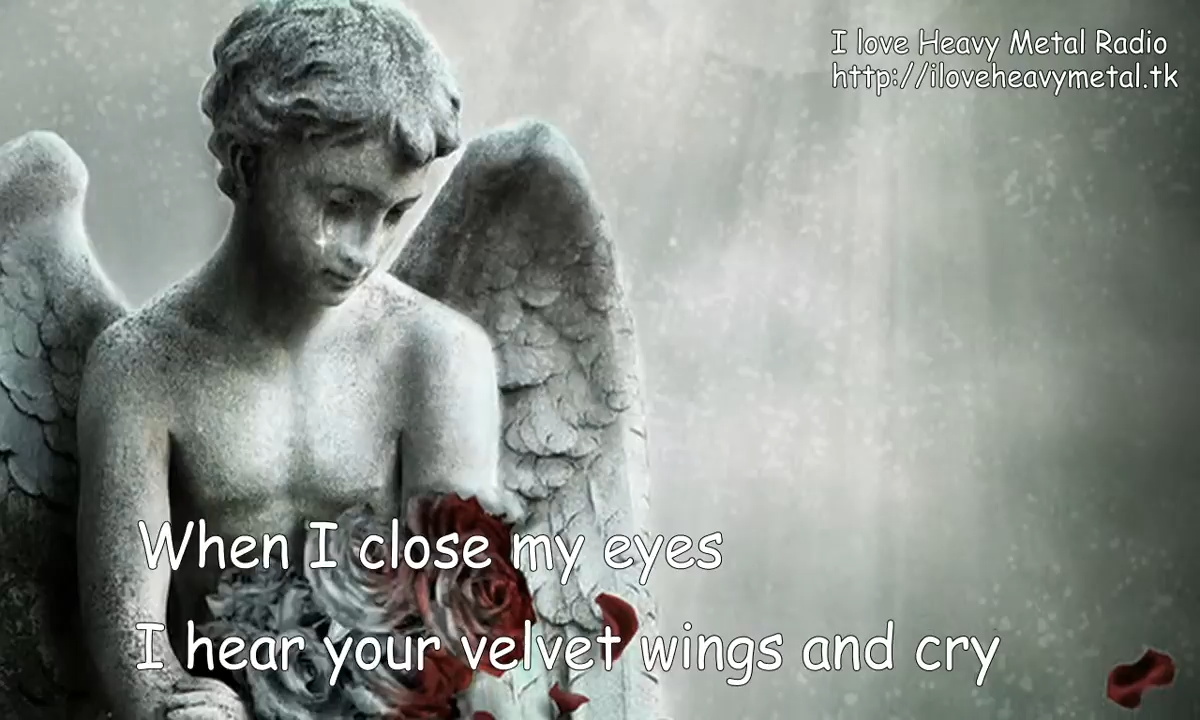 I love Heavy Metal Radio
http://iloveheavymetal.tk
When I close my eyes
I hear your velvet wings and cry